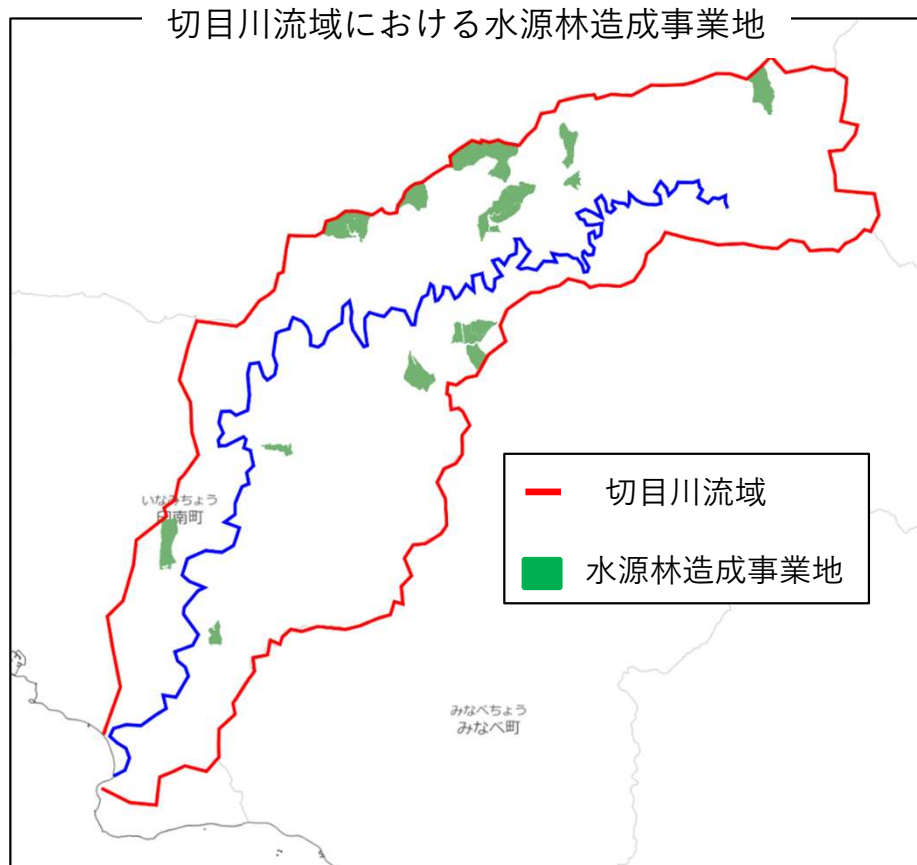 切目川流域における水源林造成事業地
いなみちょう
印南町
切目川流域
水源林造成事業地
みなべちょう
みなべ町